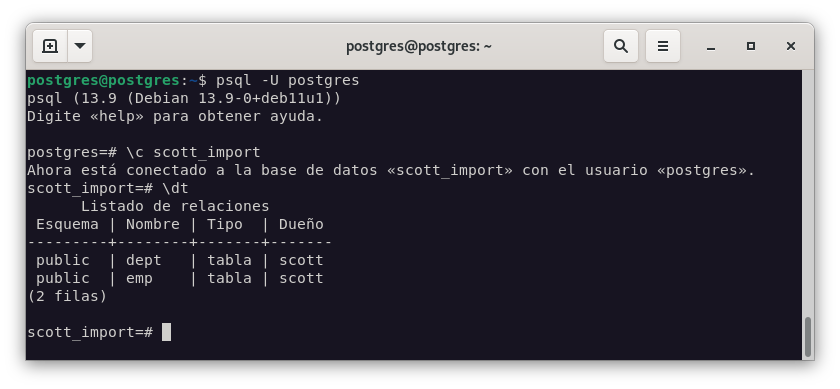 postgres@postgres: ~
postgres@postgres:~$ psql -U postgres
psql (13.9 (Debian 13.9-0+deb11u1))
Digite «help» para obtener ayuda.
postgres=# \c scott_import
Ahora está conectado a la base de datos «scott_import» con el usuario «postgres».
scott_import=# \dt
      Listado de relaciones
 Esquema | Nombre | Tipo  | Dueño
---------+--------+-------+-------
 public  | dept   | tabla | scott
 public  | emp    | tabla | scott
(2 filas)
scott_import=#